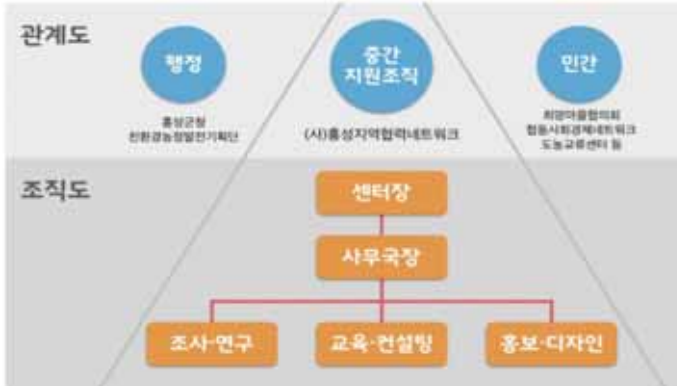 관계도
행정
중간
지원조직
민간
홍성군청
친환경농정발전기획단
(사)홍성지역협력네트워크
희망마을협의회
협동사회경제네트워크
도농교류센터 등
조직도
센터장
사무국장
조사·연구
교육·컨설팅
홍보·디자인